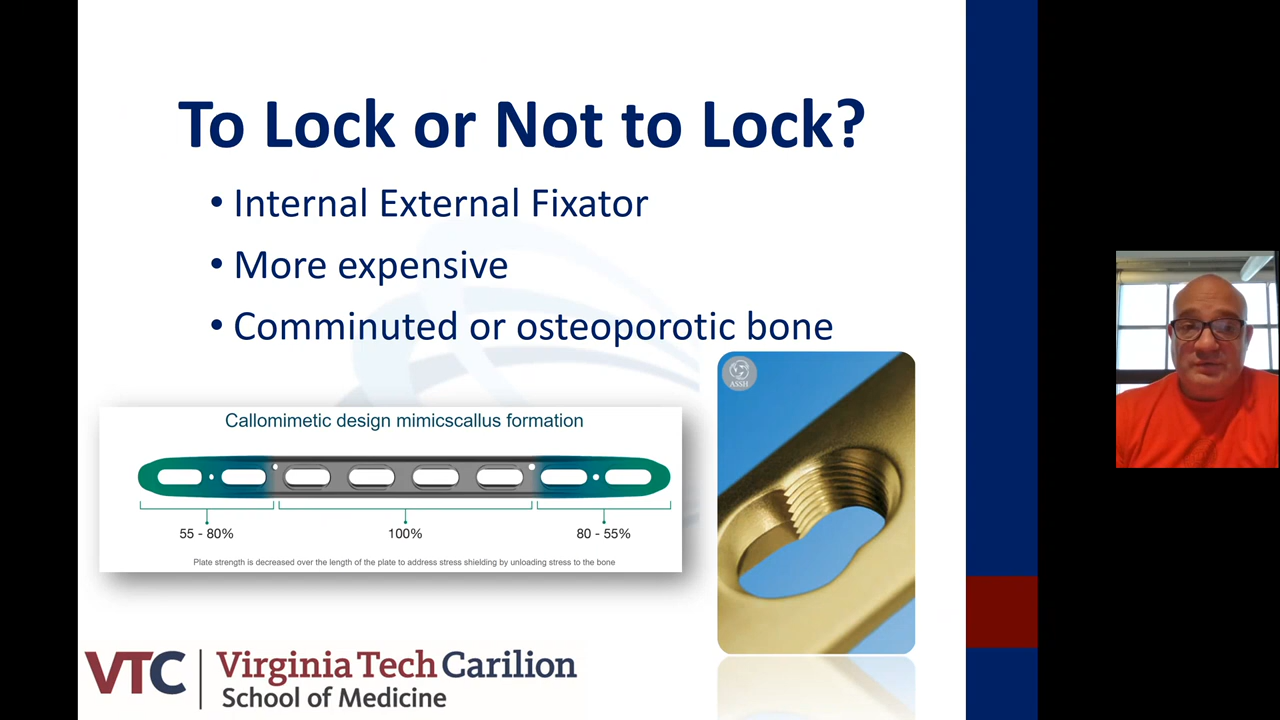 To Lock or Not to Lock?
• Internal External Fixator
• More expensive
• Comminuted or osteoporotic bone
ASSH
Callomimetic design mimicscallus formation
55 - 80%
100%
80 - 55%
Plate strength is decreased over the length of the plate to address stress shielding by unloading stress to the bone
VTC
Virginia Tech Carilion
School of Medicine